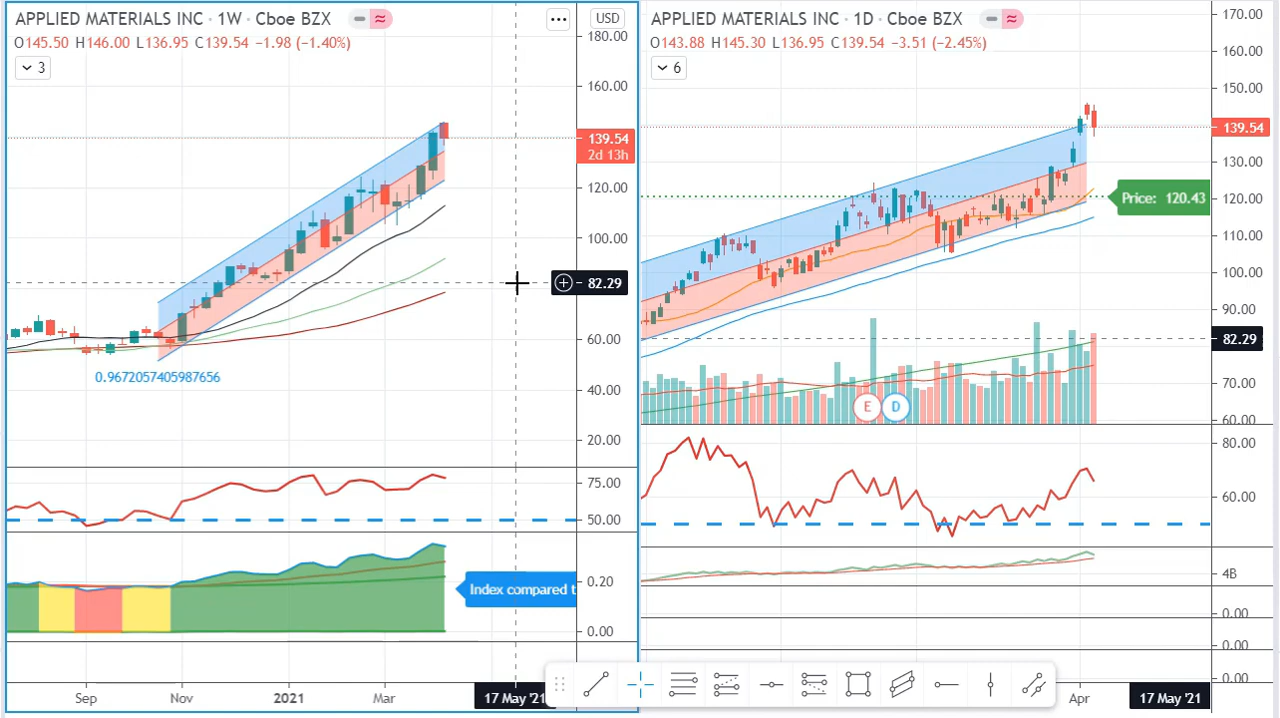 APPLIED MATERIALS INC · 1W · Cboe BZX
USD
O145.50 H146.00 L136.95 C139.54 −1.98 (−1.40%)
3
180.00
160.00
139.54
2d 13h
120.00
100.00
82.29
60.00
40.00
20.00
0.9672057405987656
75.00
50.00
0.20
0.00
Index compared t
Sep
Nov
2021
Mar
17 May '21
APPLIED MATERIALS INC · 1D · Cboe BZX
O143.88 H145.30 L136.95 C139.54 −3.51 (−2.45%)
6
170.00
160.00
150.00
139.54
130.00
120.00
Price: 120.43
110.00
100.00
90.00
82.29
70.00
60.00
E
D
80.00
60.00
4B
0.00
0.00
0.00
Apr
17 May '21